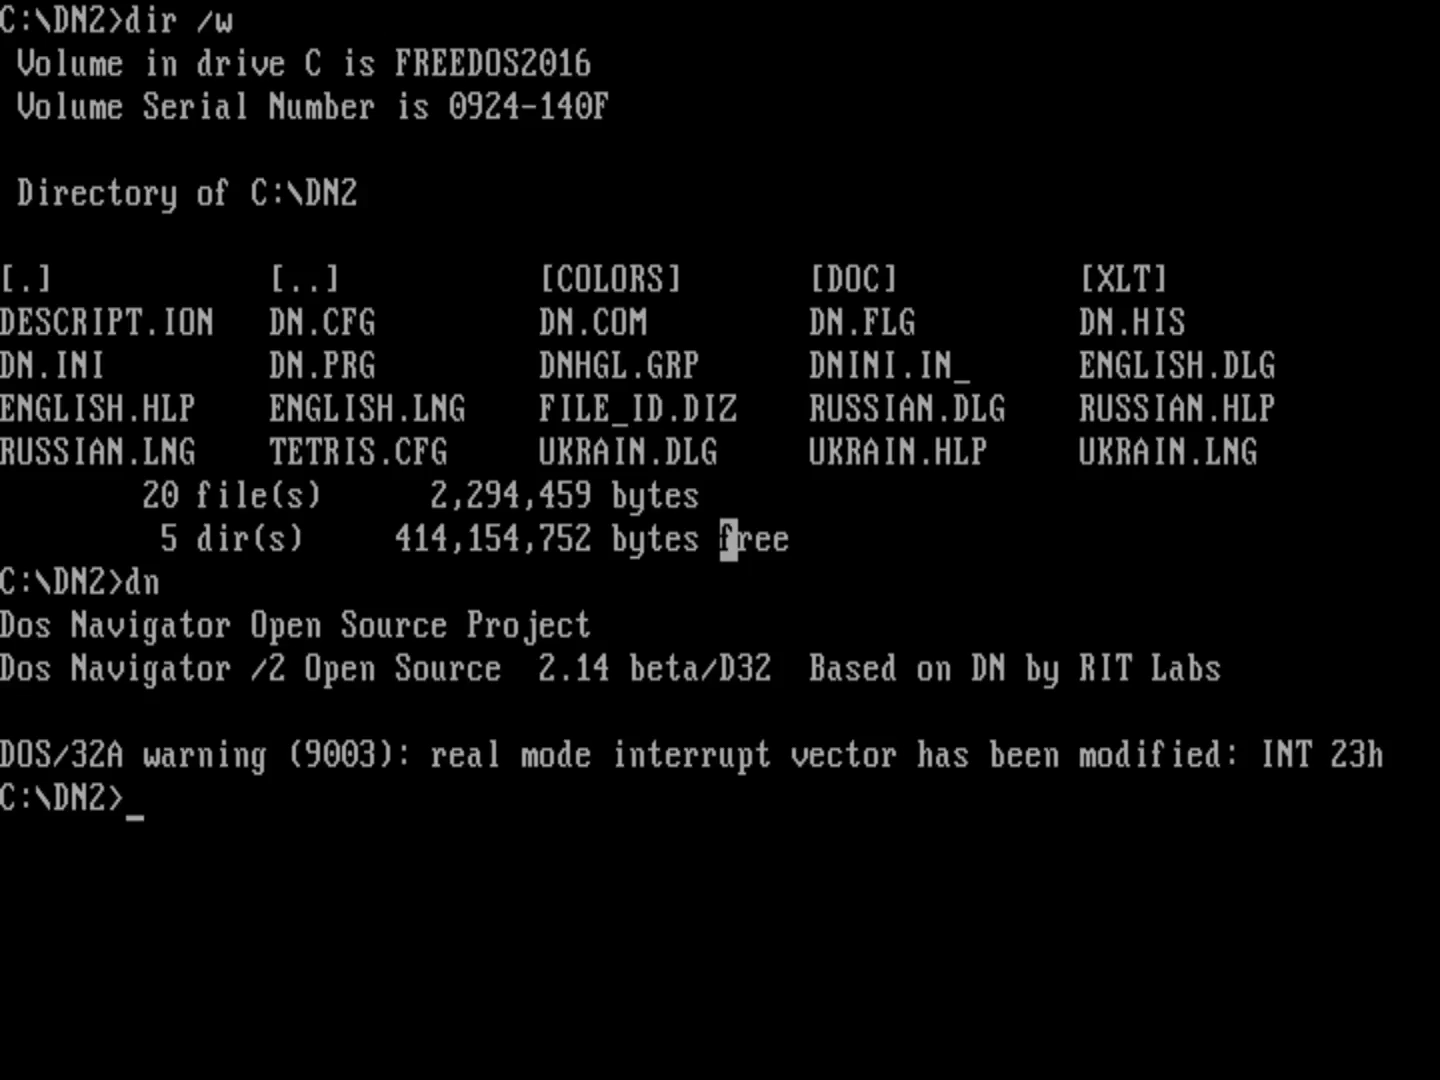 C:\DN2>dir /w
Volume in drive C is FREEDOS2016
Volume Serial Number is 0924-140F
Directory of C:\DN2
[.] [..] [COLORS] [DOC] [XLT]
DESCRIPT.ION DN.CFG DN.COM DN.FLG DN.HIS
DN.INI DN.PRG DNHGL.GRP DNINI.IN_ ENGLISH.DLG
ENGLISH.HLP ENGLISH.LNG FILE_ID.DIZ RUSSIAN.DLG RUSSIAN.HLP
RUSSIAN.LNG TETRIS.CFG UKRAIN.DLG UKRAIN.HLP UKRAIN.LNG
20 file(s) 2,294,459 bytes
5 dir(s) 414,154,752 bytes free
C:\DN2>dn
Dos Navigator Open Source Project
Dos Navigator /2 Open Source 2.14 beta/D32 Based on DN by RIT Labs
DOS/32A warning (9003): real mode interrupt vector has been modified: INT 23h
C:\DN2>_